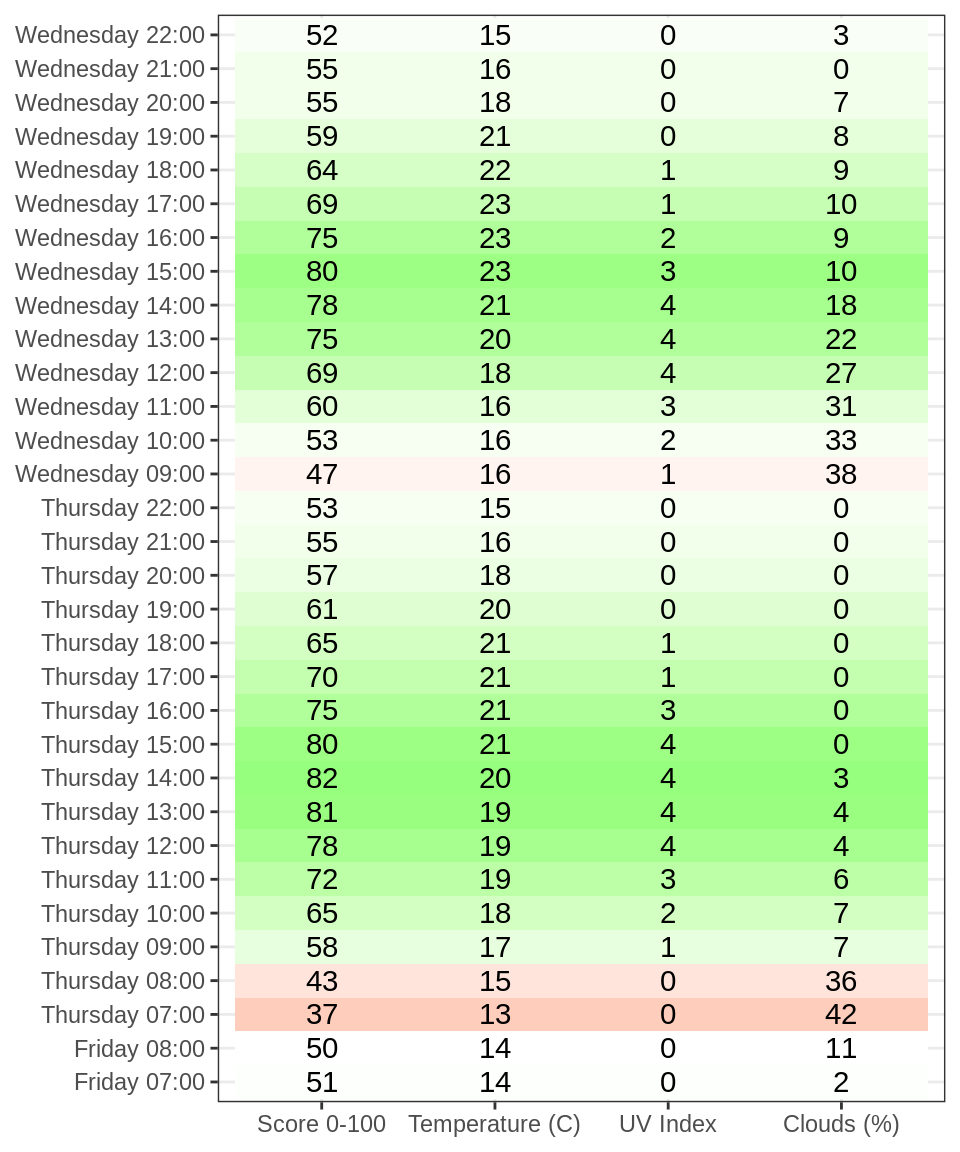 Wednesday 22:00 52 15 0 3
Wednesday 21:00 55 16 0 0
Wednesday 20:00 55 18 0 7
Wednesday 19:00 59 21 0 8
Wednesday 18:00 64 22 1 9
Wednesday 17:00 69 23 1 10
Wednesday 16:00 75 23 2 9
Wednesday 15:00 80 23 3 10
Wednesday 14:00 78 21 4 18
Wednesday 13:00 75 20 4 22
Wednesday 12:00 69 18 4 27
Wednesday 11:00 60 16 3 31
Wednesday 10:00 53 16 2 33
Wednesday 09:00 47 16 1 38
Thursday 22:00 53 15 0 0
Thursday 21:00 55 16 0 0
Thursday 20:00 57 18 0 0
Thursday 19:00 61 20 0 0
Thursday 18:00 65 21 1 0
Thursday 17:00 70 21 1 0
Thursday 16:00 75 21 3 0
Thursday 15:00 80 21 4 0
Thursday 14:00 82 20 4 3
Thursday 13:00 81 19 4 4
Thursday 12:00 78 19 4 4
Thursday 11:00 72 19 3 6
Thursday 10:00 65 18 2 7
Thursday 09:00 58 17 1 7
Thursday 08:00 43 15 0 36
Thursday 07:00 37 13 0 42
Friday 08:00 50 14 0 11
Friday 07:00 51 14 0 2
Score 0-100 Temperature (C) UV Index Clouds (%)